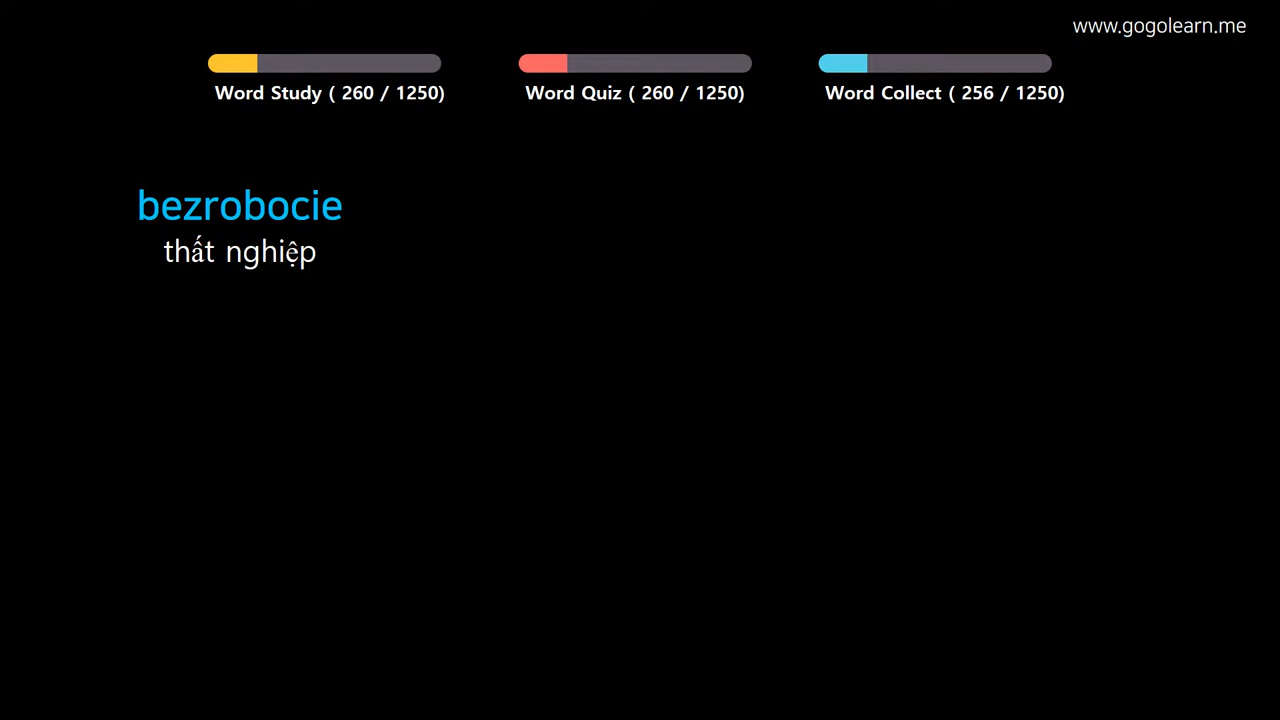 www.gogolearn.me
Word Study ( 260 / 1250)
Word Quiz ( 260 / 1250)
Word Collect ( 256 / 1250)
bezrobocie
thất nghiệp